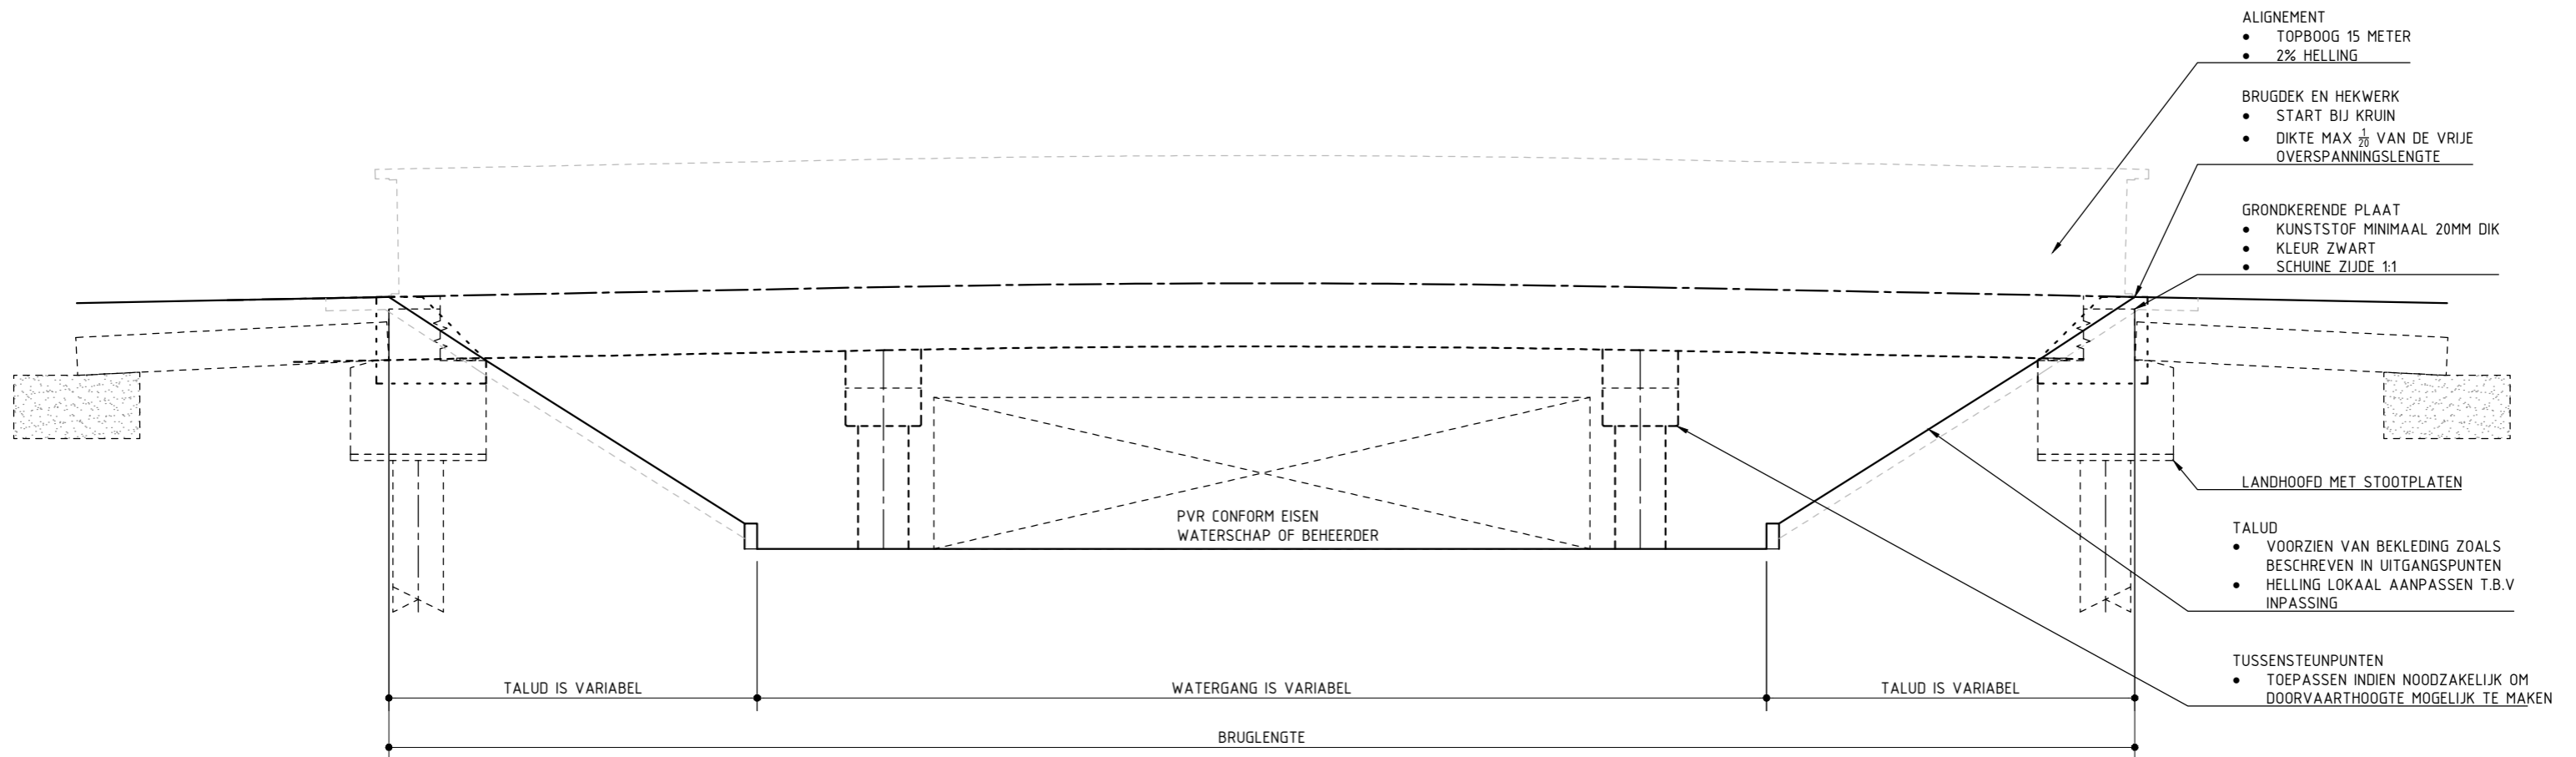 ALIGNEMENT
• TOPBOOG 15 METER
• 2% HELLING
BRUGDEK EN HEKWERK
• START BIJ KRUIN
• DIKTE MAX 1/20 VAN DE VRIJE
OVERSPANNINGSLENGTE
GRONDKERENDE PLAAT
• KUNSTSTOF MINIMAAL 20MM DIK
• KLEUR ZWART
• SCHUINE ZIJDE 1:1
LANDHOOFD MET STOOTPLATEN
PVR CONFORM EISEN
WATERSCHAP OF BEHEERDER
TALUD
• VOORZIEN VAN BEKLEDING ZOALS
BESCHREVEN IN UITGANGSPUNTEN
• HELLING LOKAAL AANPASSEN T.B.V
INPASSING
TUSSENSTEUNPUNTEN
• TOEPASSEN INDIEN NOODZAKELIJK OM
DOORVAARTHOOGTE MOGELIJK TE MAKEN
TALUD IS VARIABEL
WATERGANG IS VARIABEL
TALUD IS VARIABEL
BRUGLENGTE